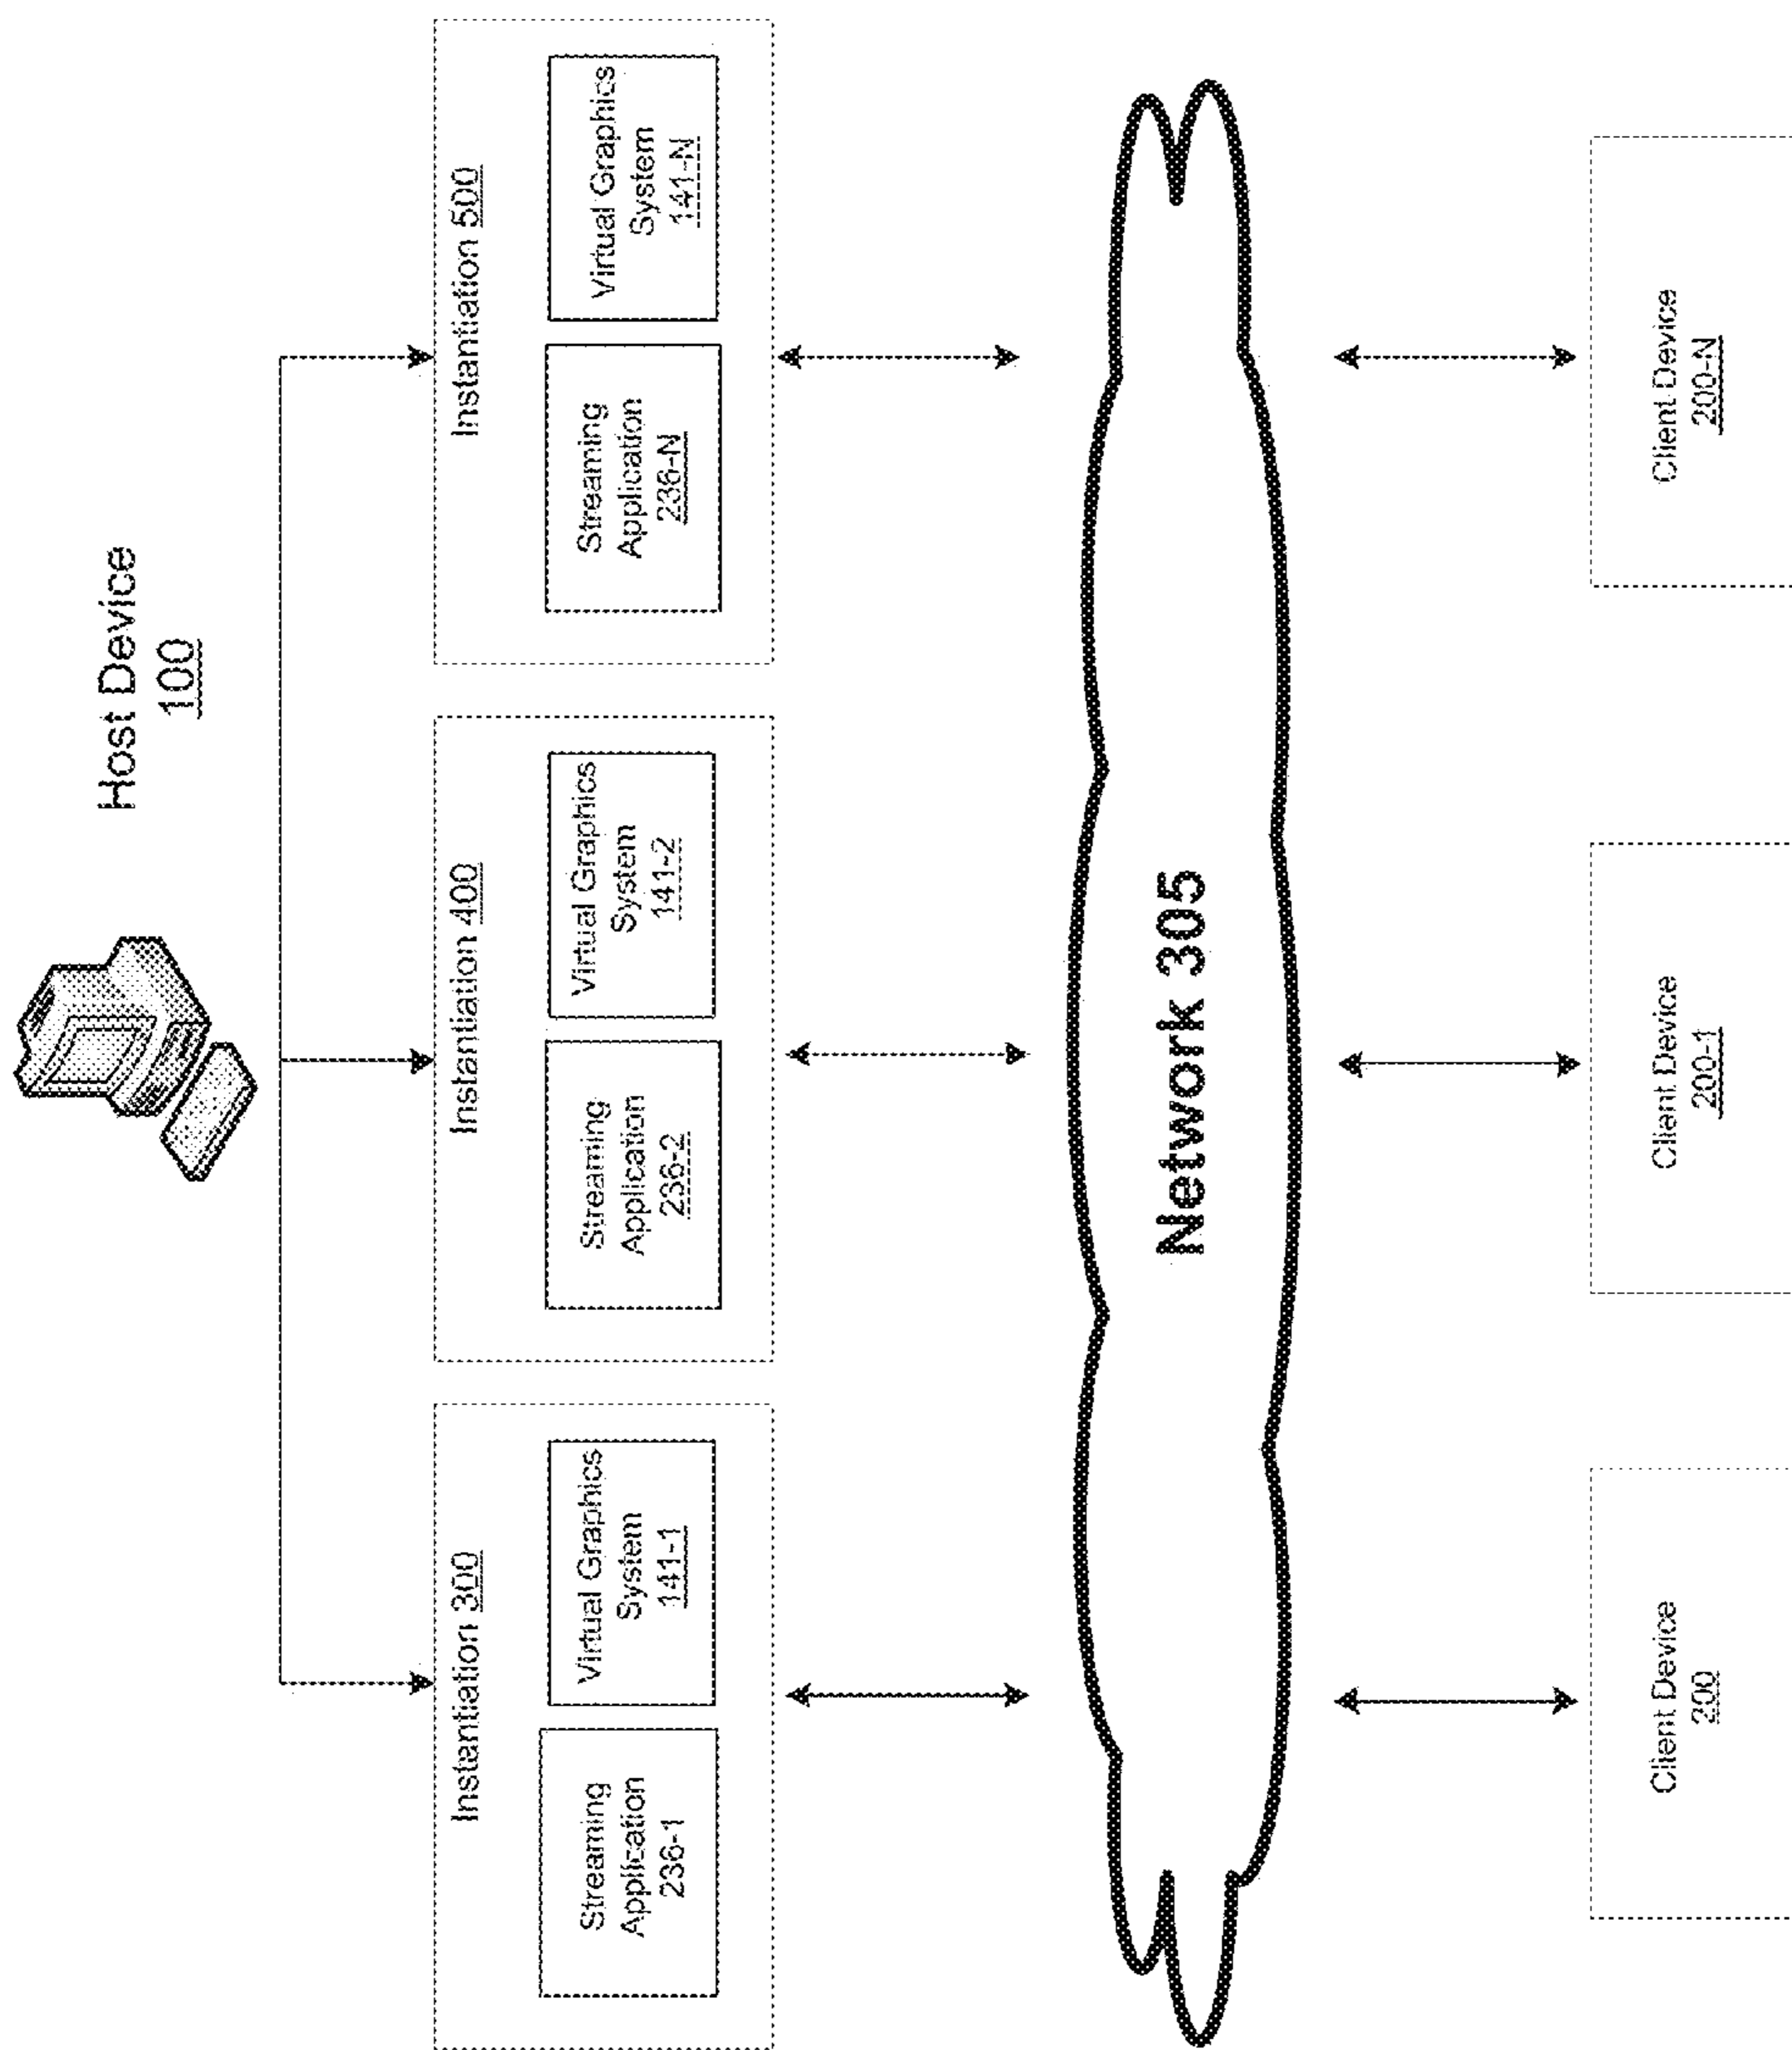 Host Device
100
Instantiation 300
Streaming
Application
236-1
Virtual Graphics
System
141-1
Instantiation 400
Streaming
Application
236-2
Virtual Graphics
System
141-2
Instantiation 500
Streaming
Application
236-N
Virtual Graphics
System
141-N
Network 305
Client Device
200
Client Device
200-1
Client Device
200-N